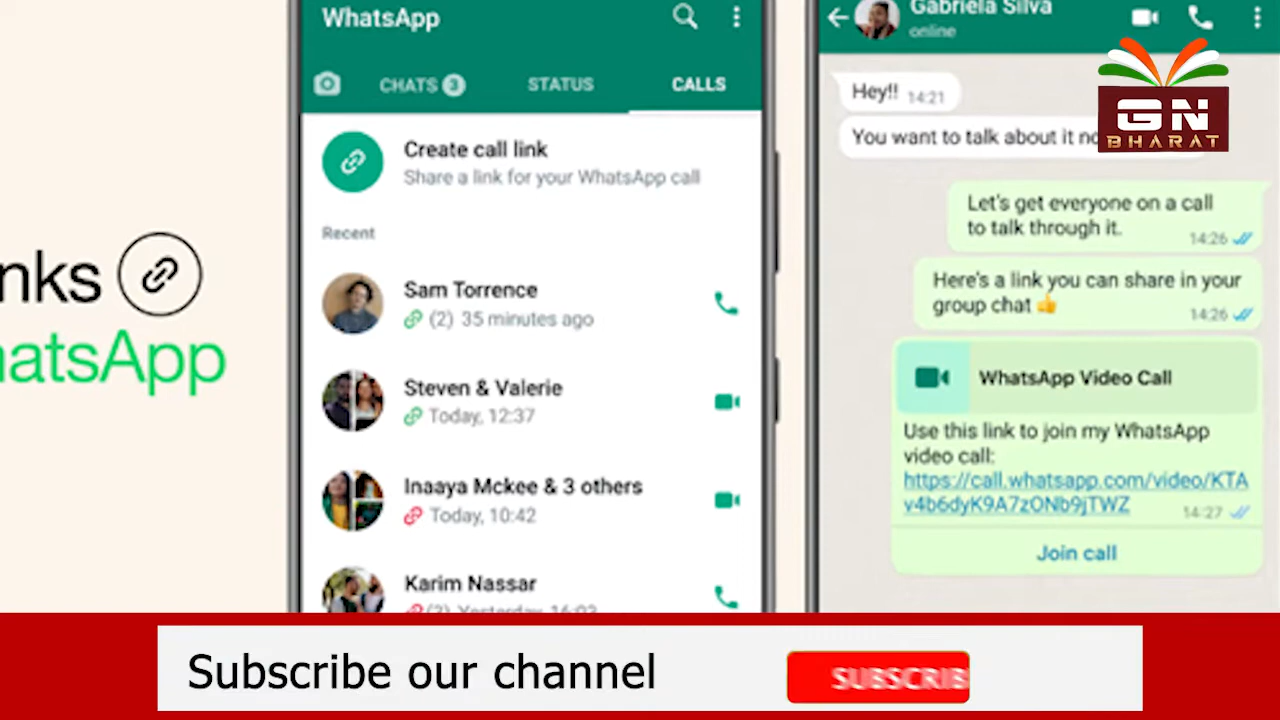 nks
hatsApp
WhatsApp
CHATS 3
STATUS
CALLS
Create call link
Share a link for your WhatsApp call
Recent
Sam Torrence
(2) 35 minutes ago
Steven & Valerie
Today, 12:37
Inaaya Mckee & 3 others
Today, 10:42
Karim Nassar
(3) Yesterday, 16:03
Gabriela Silva
online
Hey!! 14:21
You want to talk about it no
Let's get everyone on a call
to talk through it.
14:26
Here's a link you can share in your
group chat 👍
14:26
WhatsApp Video Call
Use this link to join my WhatsApp
video call:
https://call.whatsapp.com/video/KTA
v4b6dyK9A7zONb9jTWZ
14:27
Join call
GN
BHARAT
Subscribe our channel
SUBSCRIB